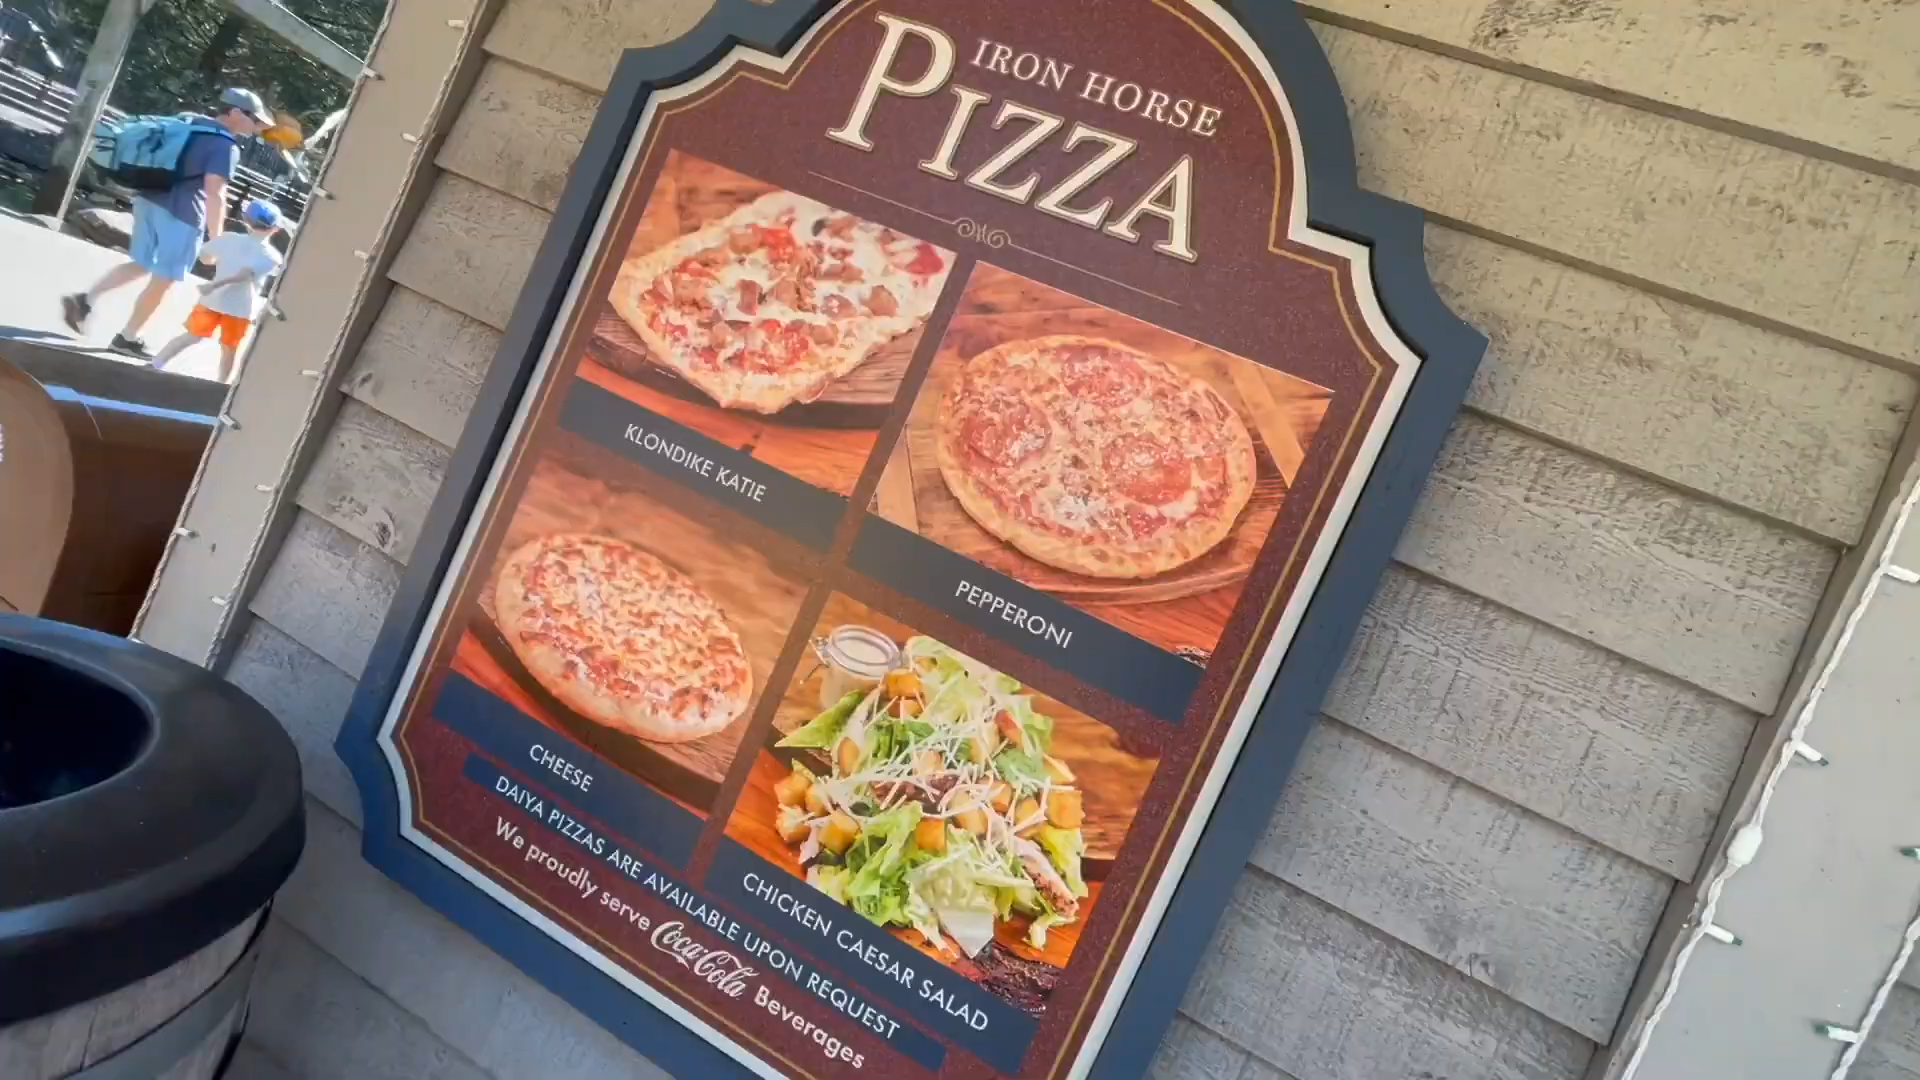 IRON HORSE
PIZZA
KLONDIKE KATIE
PEPPERONI
CHEESE
CHICKEN CAESAR SALAD
DAIYA PIZZAS ARE AVAILABLE UPON REQUEST
We proudly serve Coca-Cola Beverages